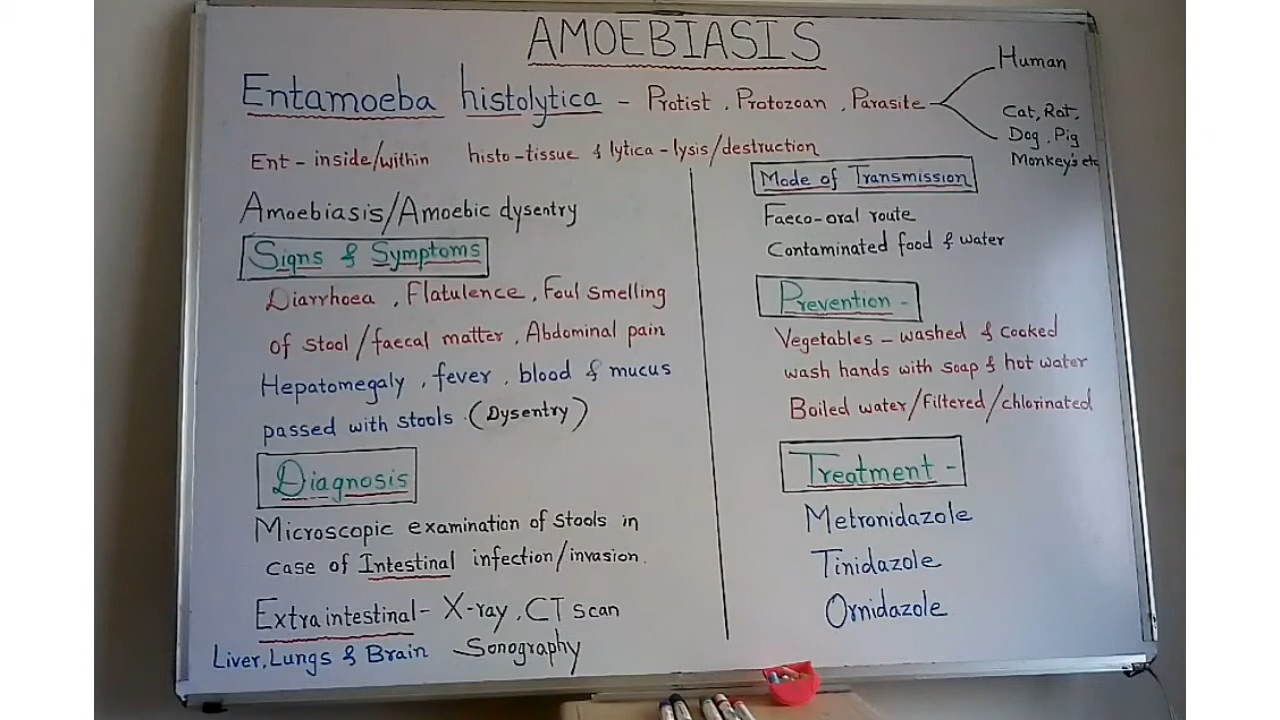 AMOEBIASIS
Entamoeba histolytica - Protist, Protozoan, Parasite
Human
Cat, Rat,
Dog, Pig
Monkey's etc
Ent - inside/within histo-tissue & lytica - lysis/destruction
Amoebiasis/Amoebic dysentry
Signs & Symptoms
Diarrhoea, Flatulence, Foul smelling
of stool/faecal matter, Abdominal pain
Hepatomegaly, fever, blood & mucus
passed with stools. (Dysentry)
Diagnosis
Microscopic examination of stools in
case of Intestinal infection/invasion.
Extraintestinal - X-ray, CT scan
Liver, Lungs & Brain Sonography
Mode of Transmission
Faeco-oral route
Contaminated food & water
Prevention -
Vegetables - washed & cooked
wash hands with soap & hot water
Boiled water/Filtered/chlorinated
Treatment -
Metronidazole
Tinidazole
Ornidazole